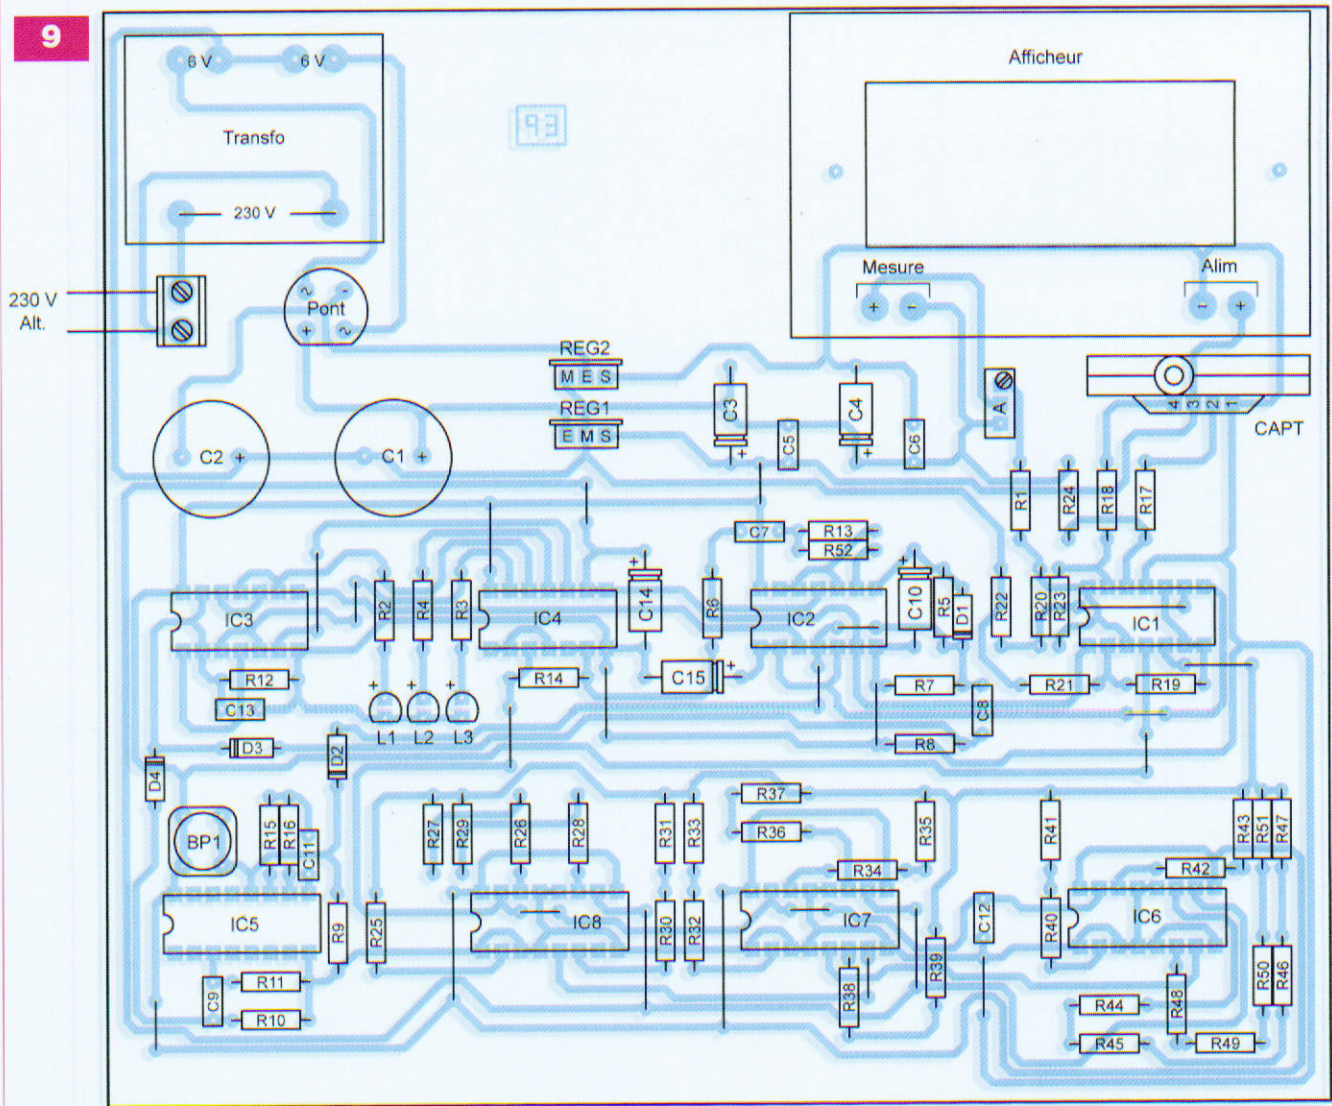 9
6 V 6 V
Transfo
230 V
Afficheur
Mesure
+ -
Alim
- +
230 V
Alt.
~ -
Pont
+ ~
REG2
M E S
REG1
E M S
C2 +
C1 +
C3
+
C5
C4
+
C6
A
4 3 2 1
CAPT
R1
R24
R18
R17
C7
R13
R52
IC3
R2
R4
R3
IC4
C14
+
R6
IC2
C10
+
R5
D1
R22
R20
R23
IC1
R12
C13
R14
C15
+
R7
C8
R21
R19
+ + +
L1 L2 L3
R8
D3
D2
D4
BP1
R15
R16
C11
R27
R29
R26
R28
R31
R33
R37
R36
R34
R35
R41
R42
R43
R51
R47
IC5
R9
R25
IC8
R30
R32
IC7
C12
R40
IC6
R39
R11
C9
R10
R38
R50
R46
R44
R48
R45
R49